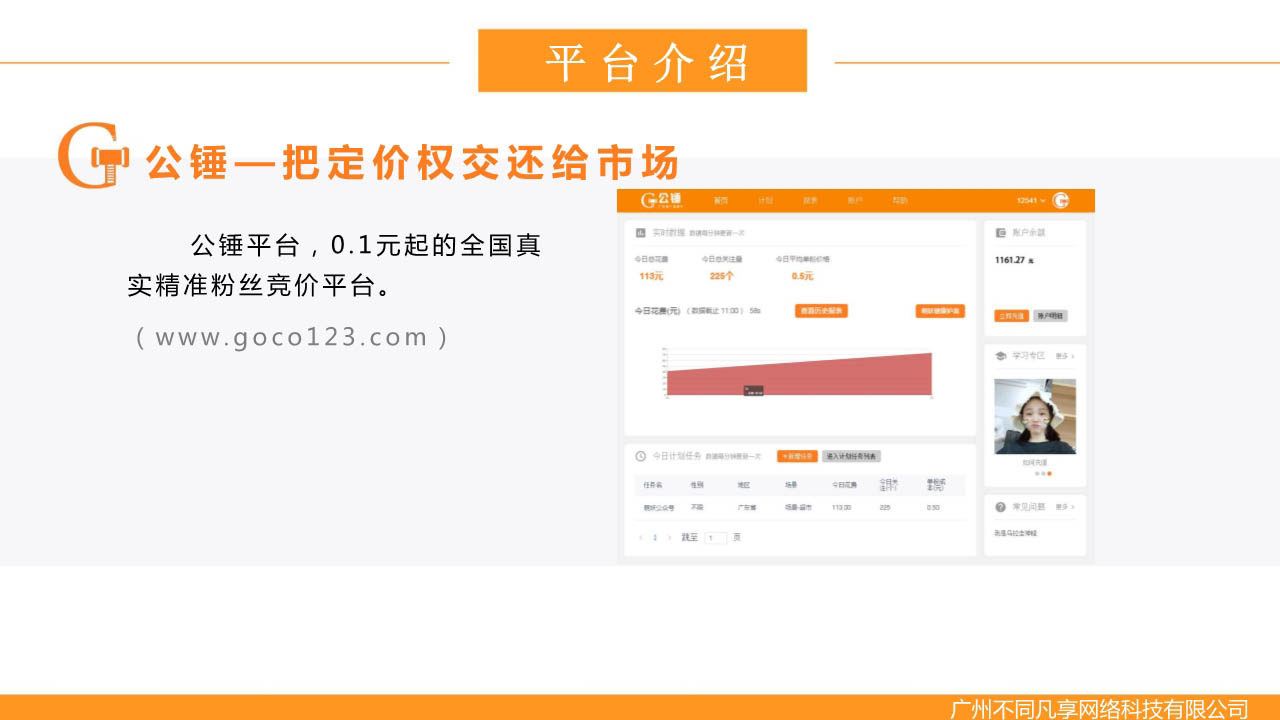 平台介绍
公锤—把定价权交还给市场
公锤平台，0.1元起的全国真
实精准粉丝竞价平台。
（www.goco123.com）
公锤
首页 计划 报表 账户 帮助
12541
实时数据 数据每分钟更新一次
今日总花费 今日总关注量 今日平均单粉价格
113元 225个 0.5元
今日花费(元) （数据截止 11:00） 58s 查看历史报表
账户余额
1161.27 元
立即充值 账户明细
学习专区 更多 >
如何充值
今日计划任务 数据每分钟更新一次 +新增任务 进入计划任务列表
任务名 性别 地区 场景 今日花费 今日关注(个) 单粉成本(元)
不限 广东省 场景-超市 113.00 225 0.50
< 1 > 跳至 1 页
常见问题 更多 >
广州不同凡享网络科技有限公司